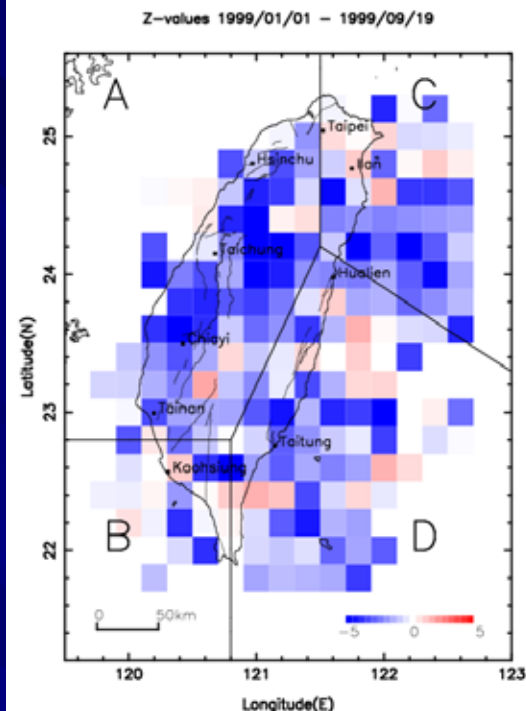 Z-values 1999/01/01 - 1999/09/19
A
C
25
Taipei
Hsinchu
Ilan
Taichung
24
Hualien
Latitude(N)
Chiayi
23
Tainan
Taitung
Kaohsiung
B
D
22
0 50km
-5 0 5
120 121 122 123
Longitude(E)